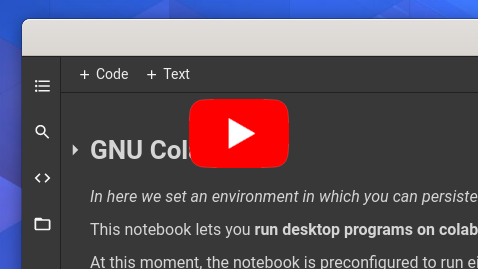 + Code + Text
GNU Cola
In here we set an environment in which you can persiste
This notebook lets you run desktop programs on colab
At this moment, the notebook is preconfigured to run ei